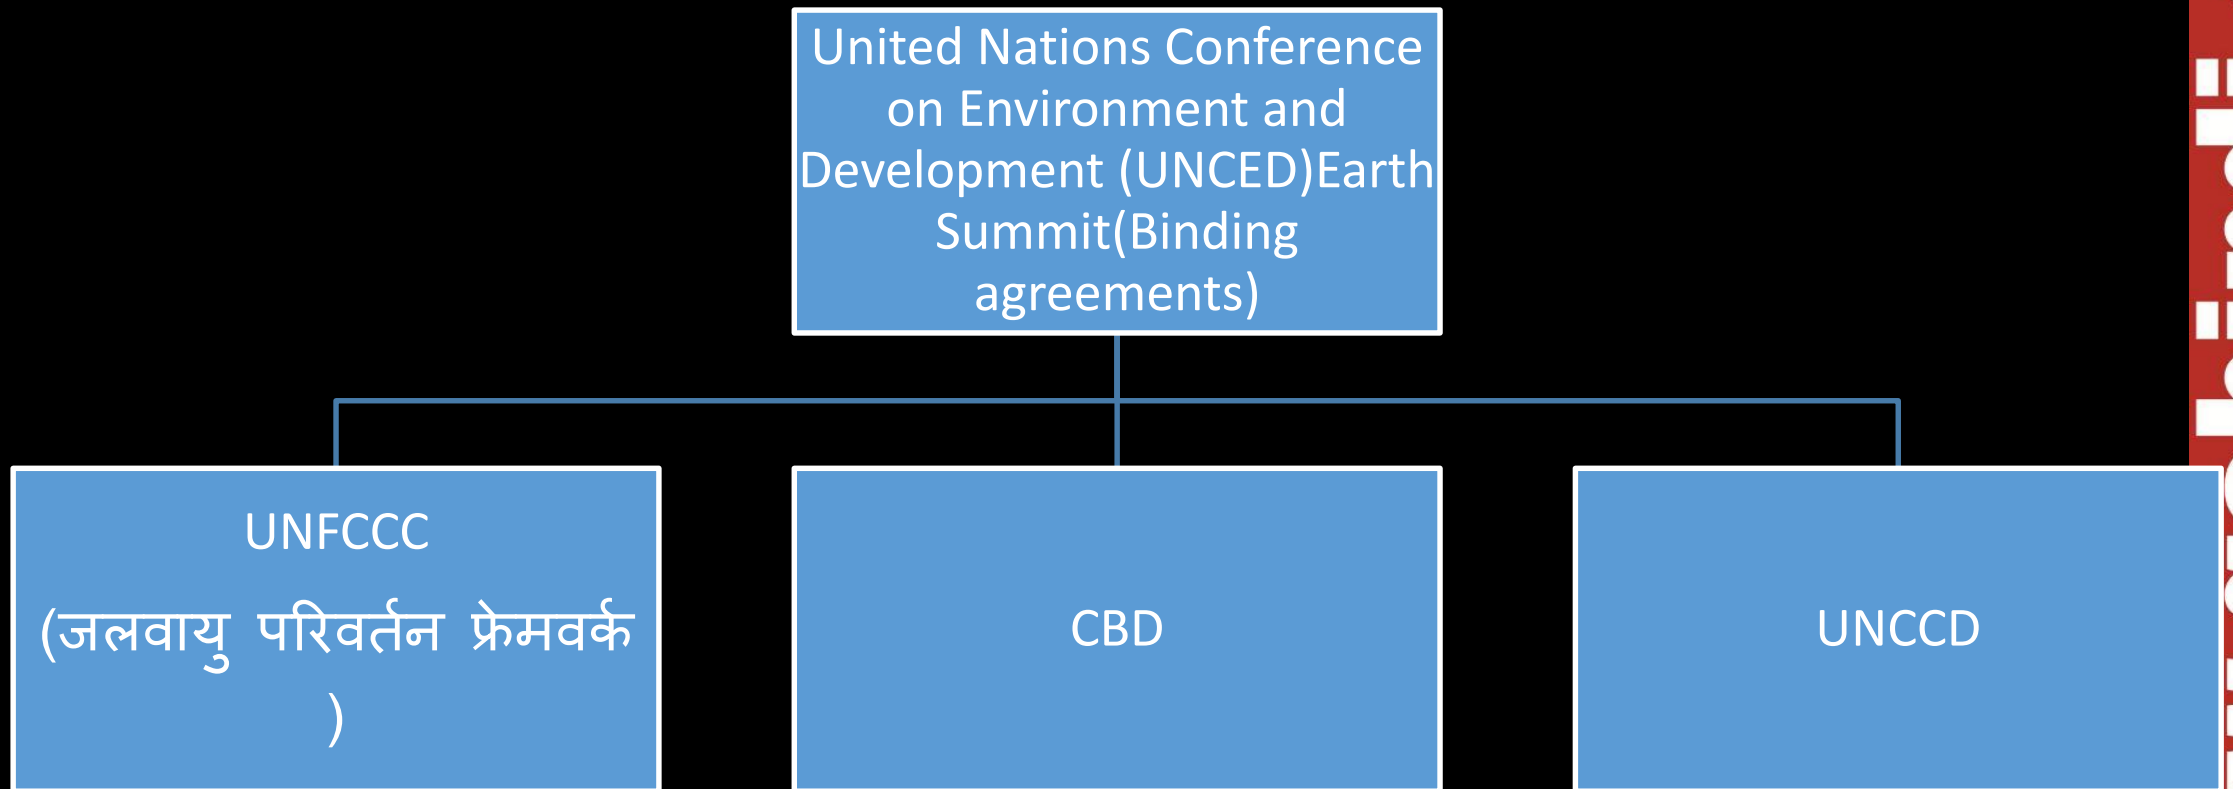 United Nations Conference
on Environment and
Development (UNCED)Earth
Summit(Binding
agreements)
UNFCCC
(जलवायु परिवर्तन फ्रेमवर्क
)
CBD
UNCCD